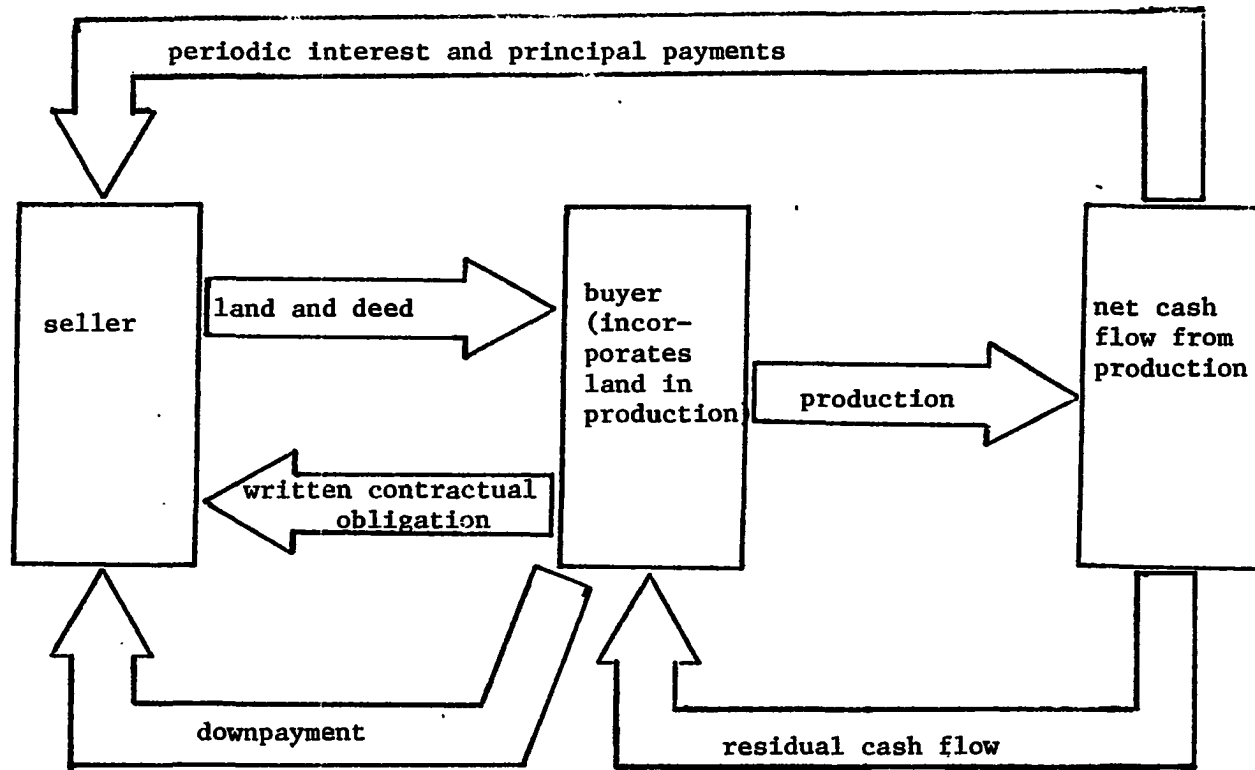 periodic interest and principal payments
seller
land and deed
written contractual
obligation
buyer
(incor-
porates
land in
production)
production
net cash
flow from
production
downpayment
residual cash flow